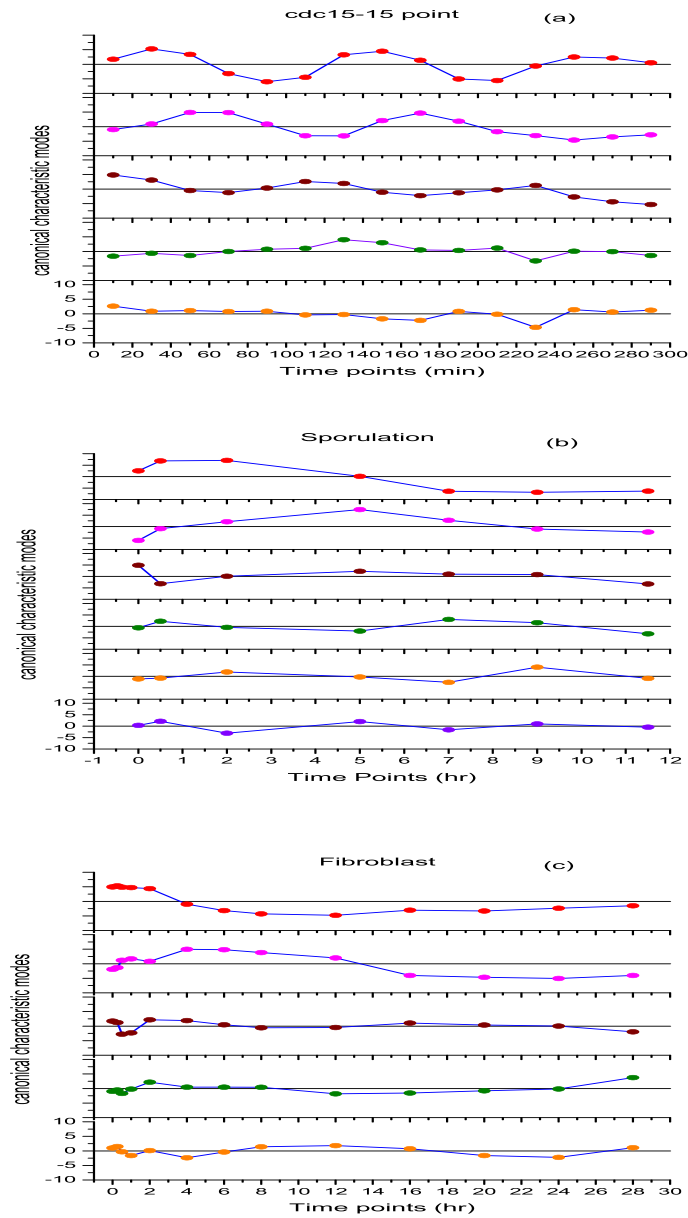 cdc15-15 point (a)
canonical characteristic modes
10
5
0
-5
-10
0 20 40 60 80 100 120 140 160 180 200 220 240 260 280 300
Time points (min)
Sporulation (b)
canonical characteristic modes
10
5
0
-5
-10
-1 0 1 2 3 4 5 6 7 8 9 10 11 12
Time Points (hr)
Fibroblast (c)
canonical characteristic modes
10
5
0
-5
-10
0 2 4 6 8 10 12 14 16 18 20 22 24 26 28 30
Time points (hr)